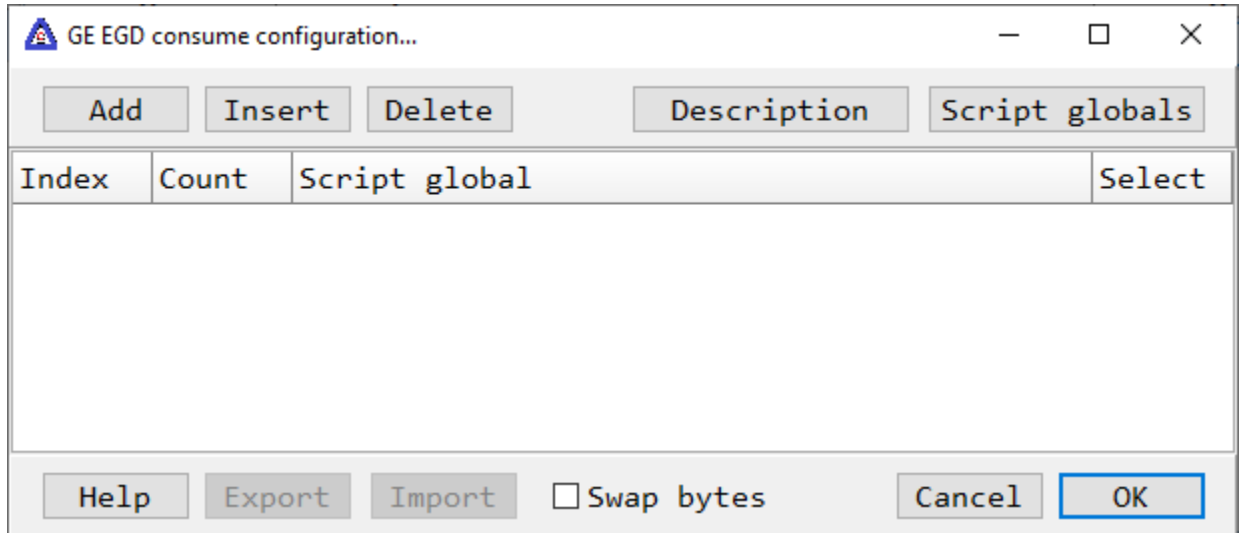 GE EGD consume configuration...
Add Insert Delete Description Script globals
Index Count Script global Select
Help Export Import Swap bytes Cancel OK